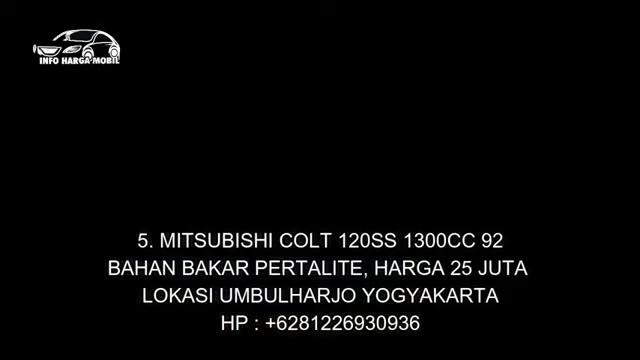 INFO HARGA MOBIL
5. MITSUBISHI COLT 120SS 1300CC 92
BAHAN BAKAR PERTALITE, HARGA 25 JUTA
LOKASI UMBULHARJO YOGYAKARTA
HP : +6281226930936